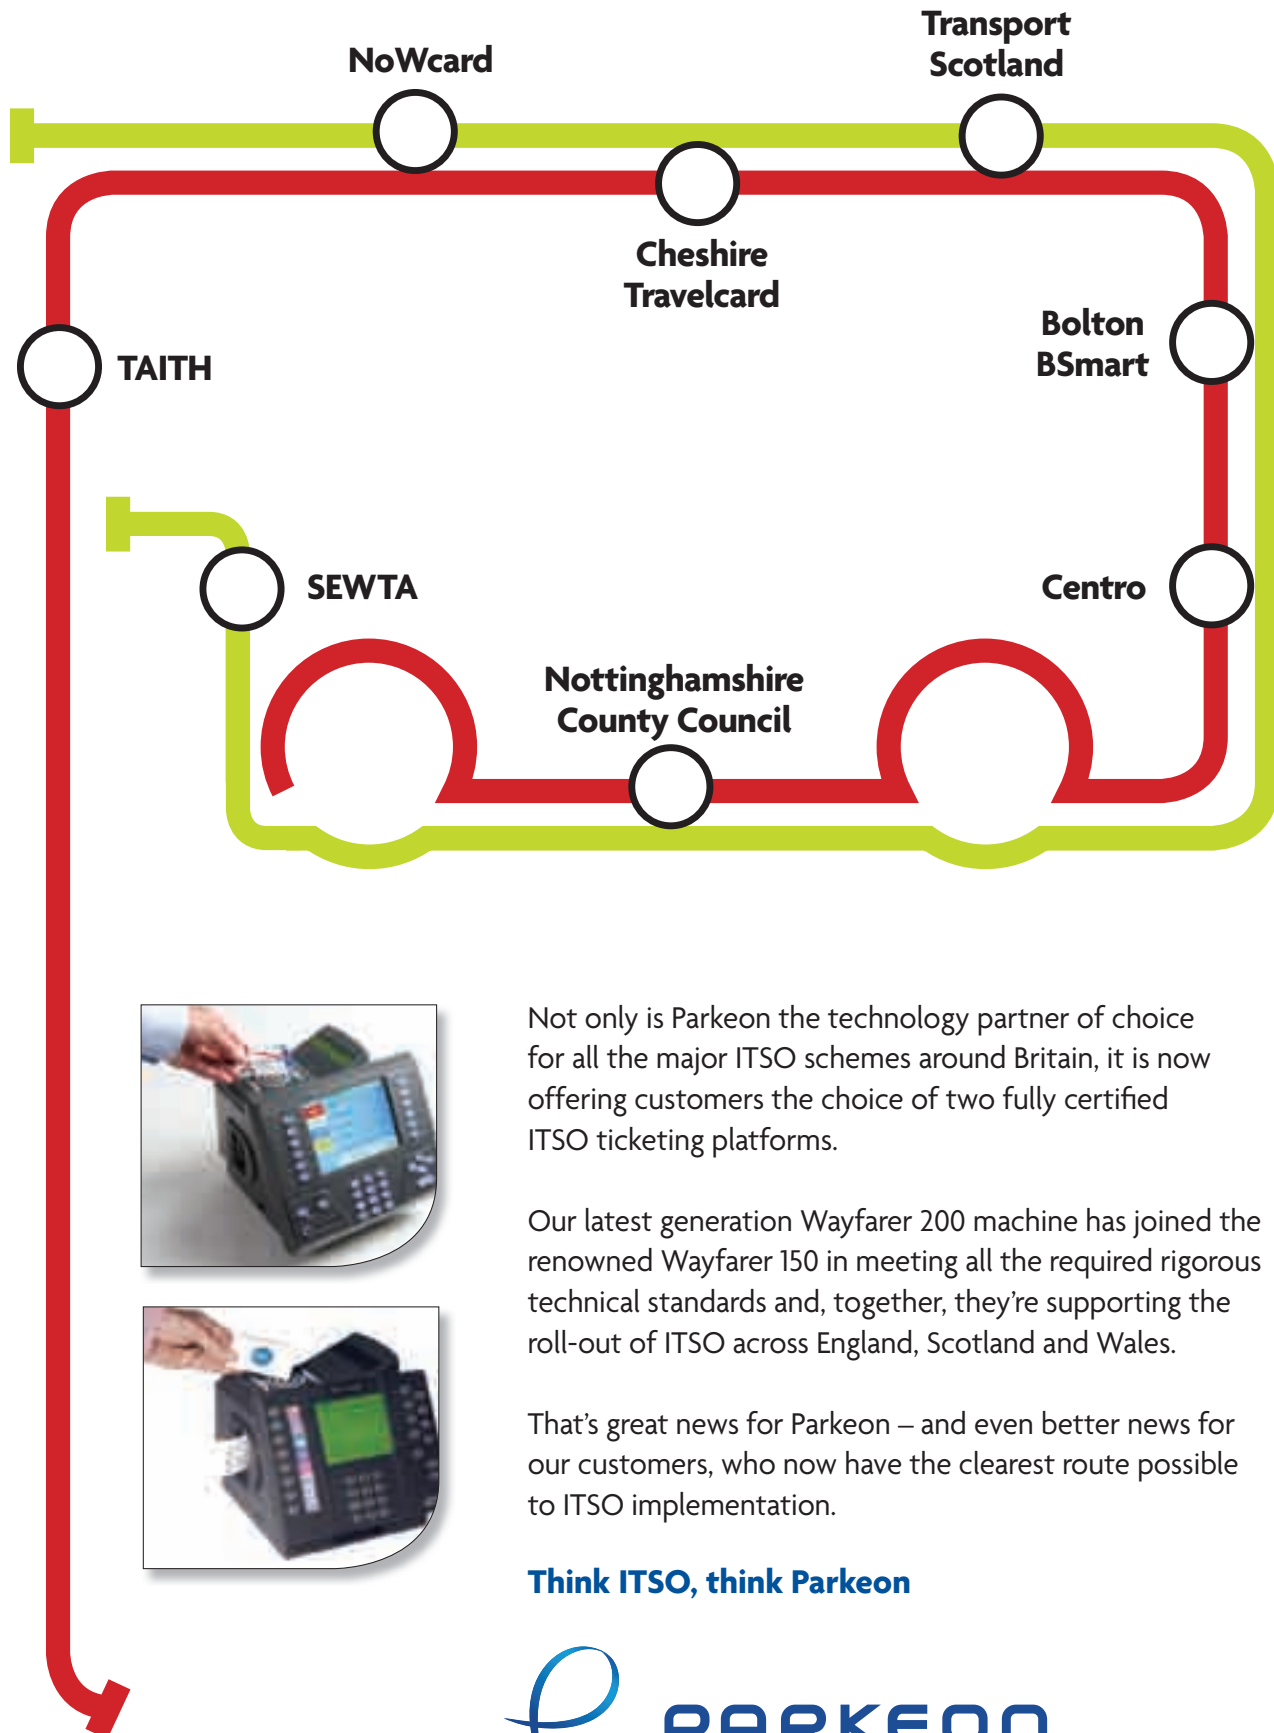 NoWcard
Transport
Scotland
Cheshire
Travelcard
Bolton
BSmart
TAITH
SEWTA
Centro
Nottinghamshire
County Council
Not only is Parkeon the technology partner of choice
for all the major ITSO schemes around Britain, it is now
offering customers the choice of two fully certified
ITSO ticketing platforms.
Our latest generation Wayfarer 200 machine has joined the
renowned Wayfarer 150 in meeting all the required rigorous
technical standards and, together, they’re supporting the
roll-out of ITSO across England, Scotland and Wales.
That’s great news for Parkeon – and even better news for
our customers, who now have the clearest route possible
to ITSO implementation.
Think ITSO, think Parkeon
PARKEON